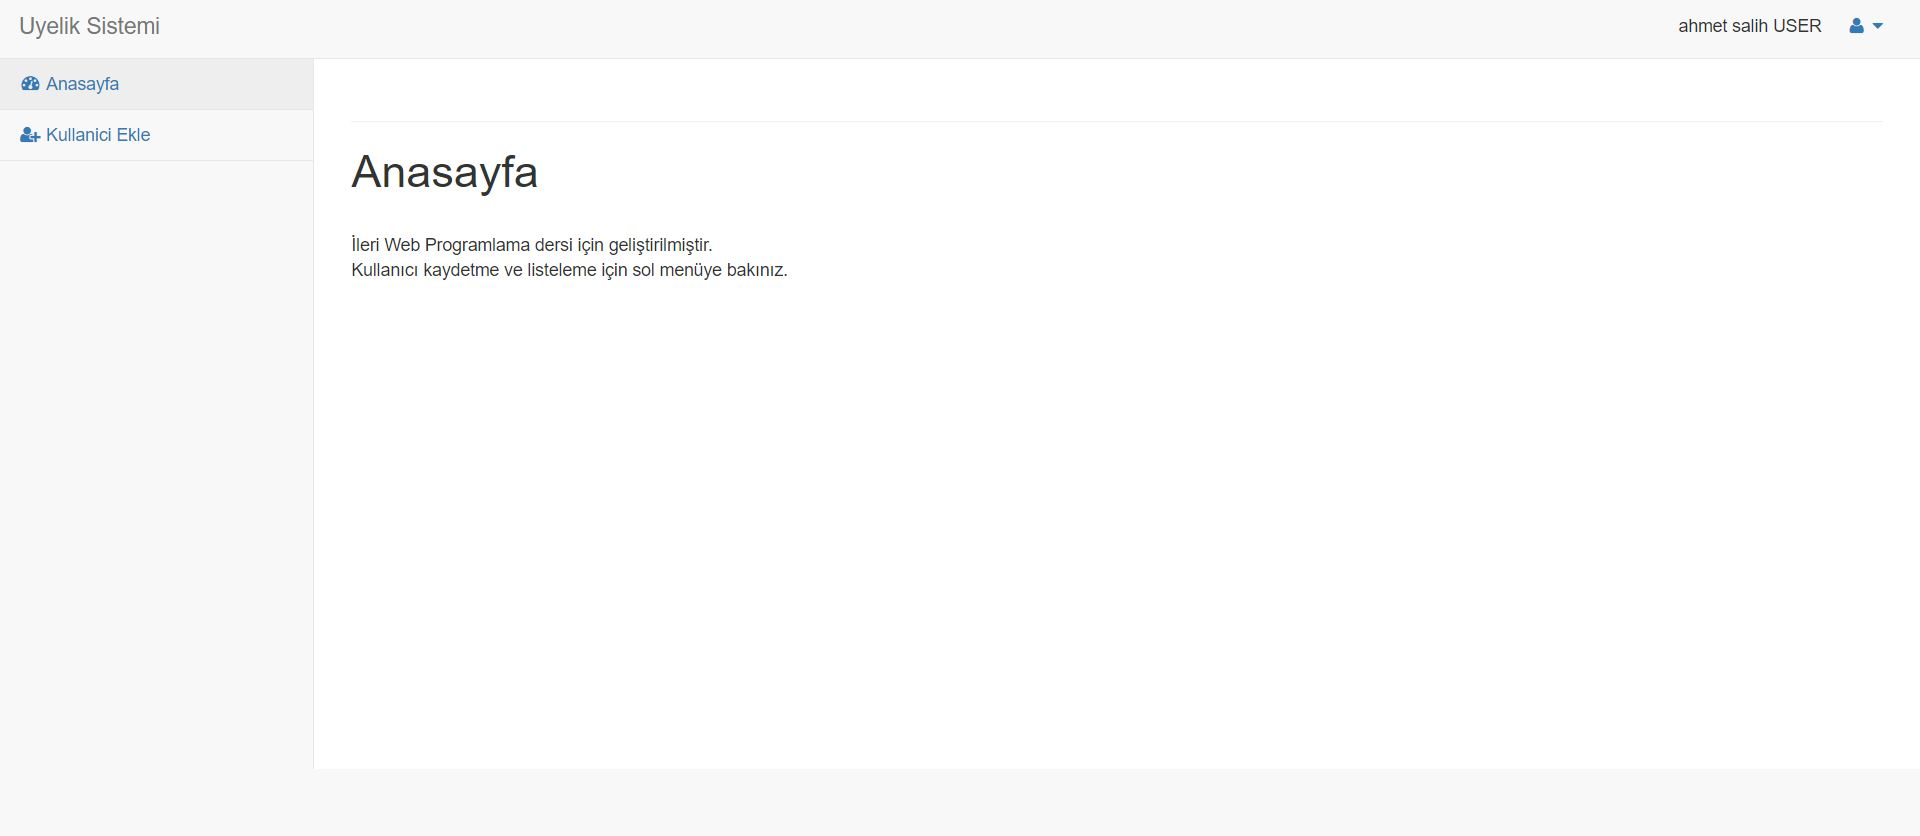 Uyelik Sistemi
ahmet salih USER
Anasayfa
Kullanici Ekle
Anasayfa
İleri Web Programlama dersi için geliştirilmiştir.
Kullanıcı kaydetme ve listeleme için sol menüye bakınız.